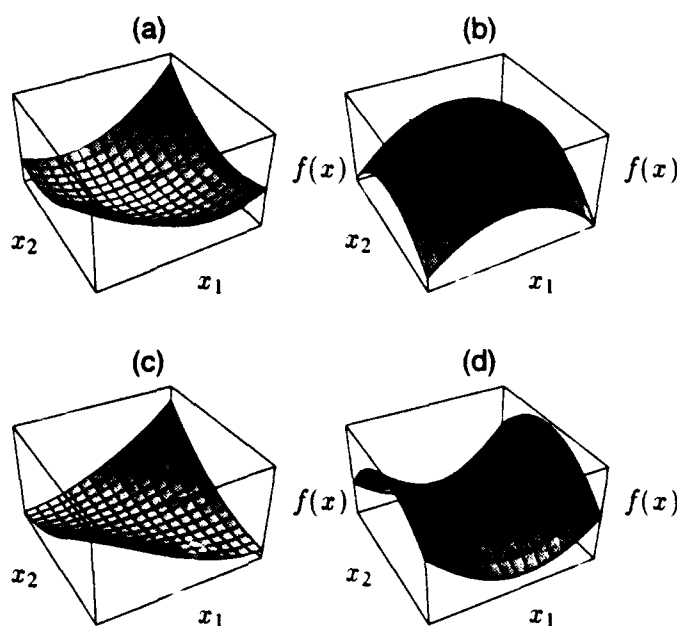 (a) (b)
f(x) f(x)
x₂ x₂
x₁ x₁
(c) (d)
f(x) f(x)
x₂ x₂
x₁ x₁